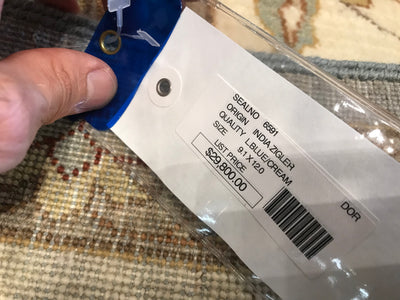 SEALNO 6591
ORIGIN INDIA ZIGLER
QUALITY L.BLUE/CREAM
SIZE 9.1 X 12.0
LIST PRICE
$29,800.00
DOR